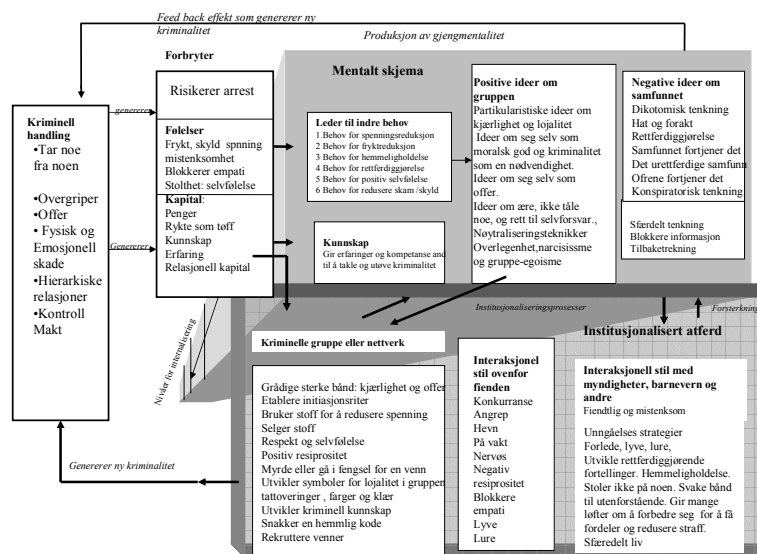 Feed back effekt som genererer ny
kriminalitet
Produksjon av gjengmentalitet
Forbryter
Risikerer arrest
genererer
Følelser
Frykt, skyld spnning
mistenksomhet
Blokkerer empati
Stolthet: selvfølelse
Kapital:
Penger
Rykte som tøff
Kunnskap
Erfaring
Relasjonell kapital
Kriminell
handling
•Tar noe
fra noen
•Overgriper
•Offer
• Fysisk og
Emosjonell
skade
•Hierarkiske
relasjoner
•Kontroll
Makt
Genererer
Mentalt skjema
Leder til indre behov
1.Behov for spenningsreduksjon
2 Behov for fryktreduksjon
3 Behov for hemmeligholdelse
4 Behov for rettferdiggjørelse
5 Behov for positiv selvfølelse
6 Behov for redusere skam /skyld
Kunnskap
Gir erfaringer og kompetanse and
til å takle og utøve kriminalitet
Positive ideer om
gruppen
Partikularistiske ideer om
kjærlighet og lojalitet
Ideer om seg selv som
moralsk god og kriminalitet
som en nødvendighet.
Ideer om seg selv som
offer.
Ideer om ære, ikke tåle
noe, og rett til selvforsvar.,
Nøytraliseringsteknikker
Overlegenhet,narcisissme
og gruppe-egoisme
Negative ideer om
samfunnet
Dikotomisk tenkning
Hat og forakt
Rettferdiggjørelse
Samfunnet fortjener det
Det urettferdige samfunn
Ofrene fortjener det
Konspiratorisk tenkning
Sfærdelt tenkning
Blokkere informasjon
Tilbaketrekning
Institusjonaliseringsprosesser
Forsterkning
Nivåer for internalisering
Kriminelle gruppe eller nettverk
Grådige sterke bånd: kjærlighet og offer
Etablere initiasjonsriter
Bruker stoff for å redusere spenning
Selger stoff
Respekt og selvfølelse
Positiv resiprositet
Myrde eller gå i fengsel for en venn
Utvikler symboler for lojalitet i gruppen
tattoveringer , farger og klær
Utvikler kriminell kunnskap
Snakker en hemmlig kode
Rekruttere venner
Interaksjonel
stil ovenfor
fienden
Konkurranse
Angrep
Hevn
På vakt
Nervøs
Negativ
resiprositet
Blokkere
empati
Lyve
Lure
Institusjonalisert atferd
Interaksjonell stil med
myndigheter, barnevern og
andre
Fiendtlig og mistenksom
Unngåelses strategier
Forlede, lyve, lure,
Utvikle rettferdiggjørende
fortellinger. Hemmeligholdelse.
Stoler ikke på noen. Svake bånd
til utenforstående. Gir mange
løfter om å forbedre seg for å få
fordeler og redusere straff.
Sfæredelt liv
Genererer ny kriminalitet